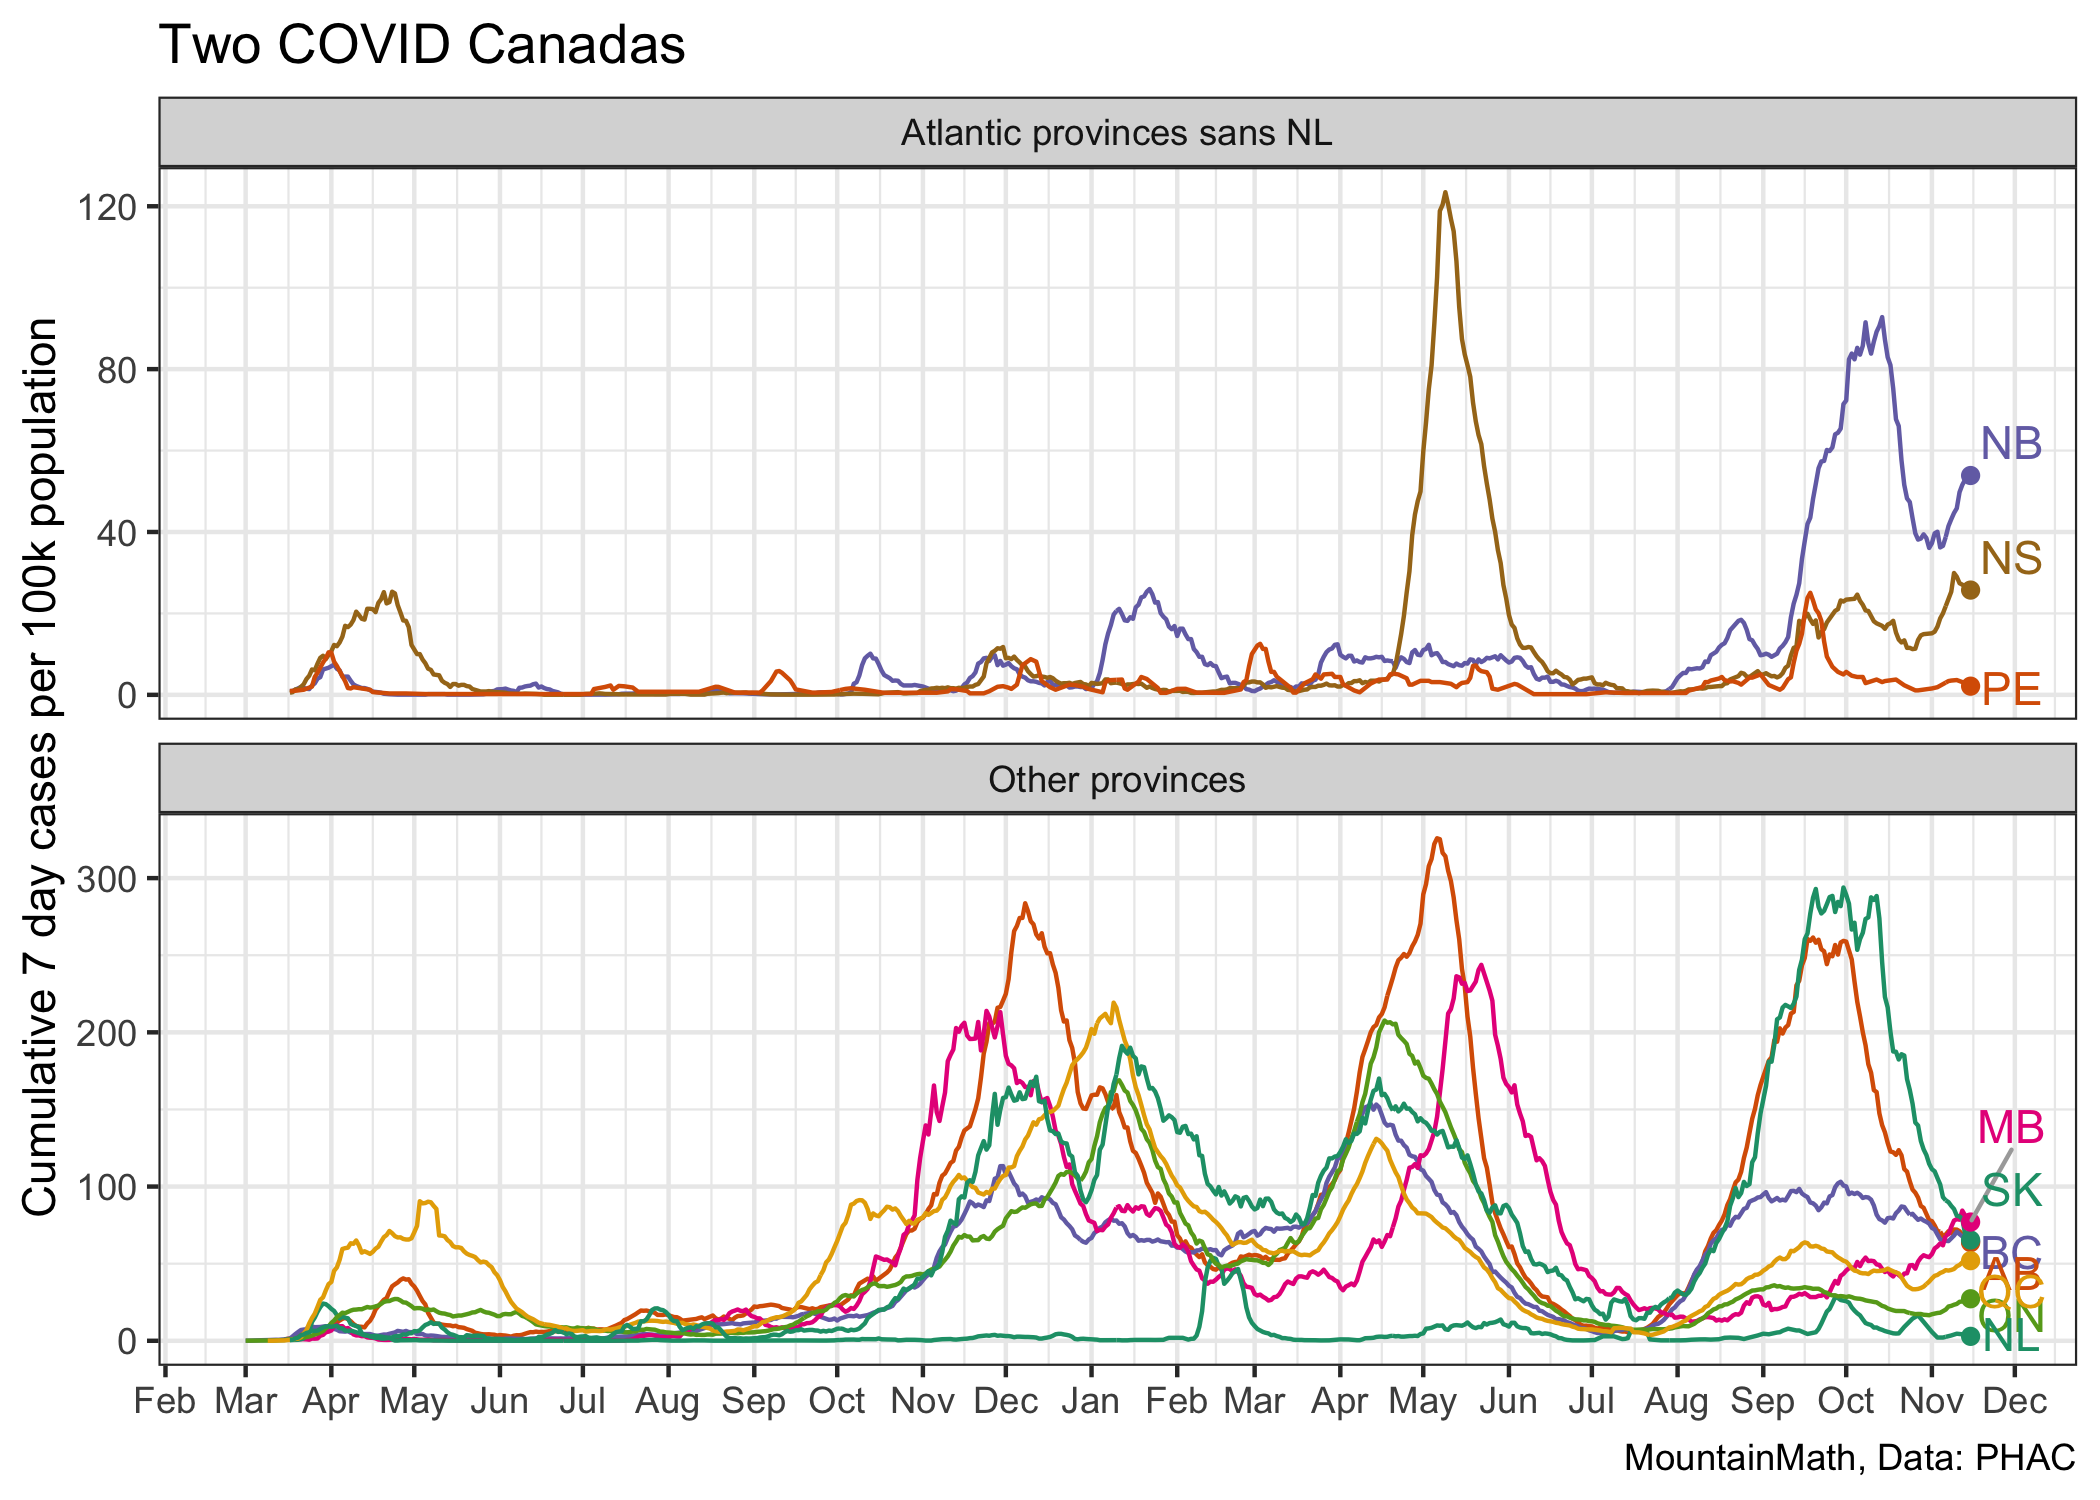 Two COVID Canadas
Atlantic provinces sans NL
120
80
40
0
NB
NS
PE
Cumulative 7 day cases per 100k population
Other provinces
300
200
100
0
MB
SK
BC
AB
QC
ON
NL
Feb Mar Apr May Jun Jul Aug Sep Oct Nov Dec Jan Feb Mar Apr May Jun Jul Aug Sep Oct Nov Dec
MountainMath, Data: PHAC